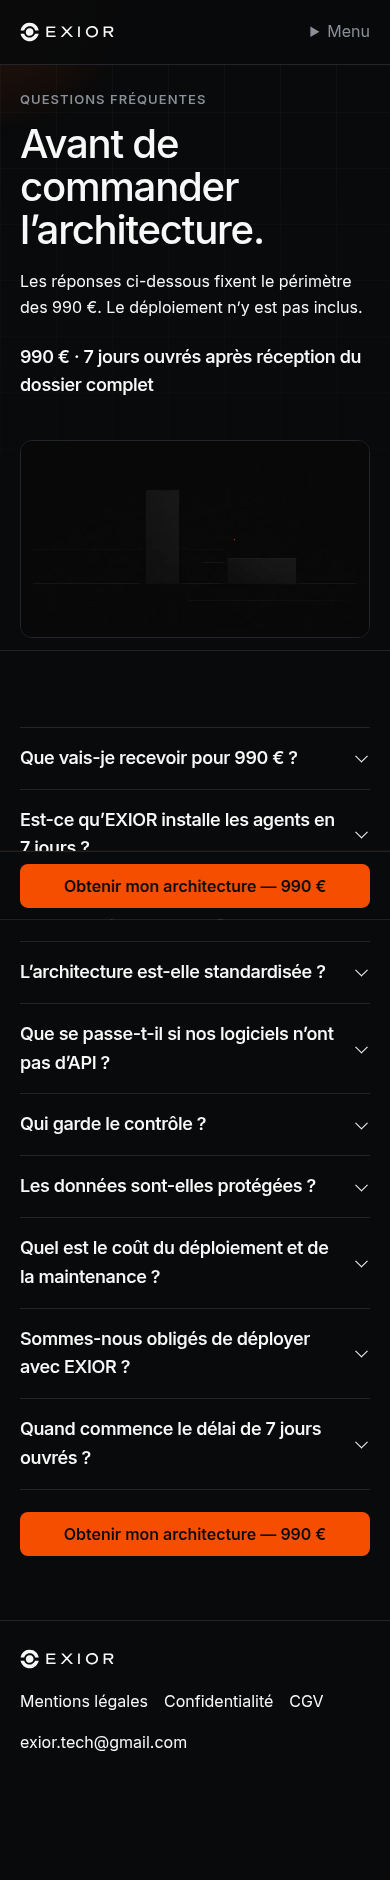 EXIOR
Menu
QUESTIONS FRÉQUENTES
Avant de
commander
l’architecture.
Les réponses ci-dessous fixent le périmètre
des 990 €. Le déploiement n’y est pas inclus.
990 € · 7 jours ouvrés après réception du
dossier complet
Que vais-je recevoir pour 990 € ?
Est-ce qu’EXIOR installe les agents en
7 jours ?
Obtenir mon architecture — 990 €
L’architecture est-elle standardisée ?
Que se passe-t-il si nos logiciels n’ont
pas d’API ?
Qui garde le contrôle ?
Les données sont-elles protégées ?
Quel est le coût du déploiement et de
la maintenance ?
Sommes-nous obligés de déployer
avec EXIOR ?
Quand commence le délai de 7 jours
ouvrés ?
Obtenir mon architecture — 990 €
EXIOR
Mentions légales Confidentialité CGV
exior.tech@gmail.com